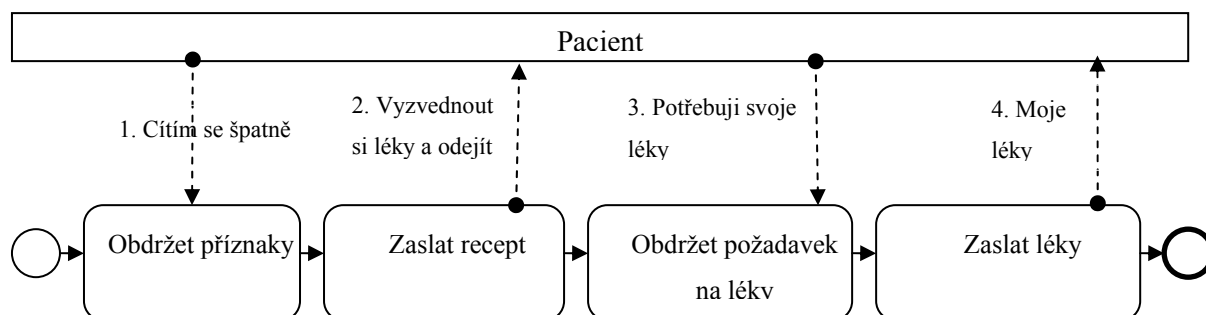 Pacient
1. Cítím se špatně
2. Vyzvednout
si léky a odejít
3. Potřebuji svoje
léky
4. Moje
léky
Obdržet příznaky
Zaslat recept
Obdržet požadavek
na léky
Zaslat léky